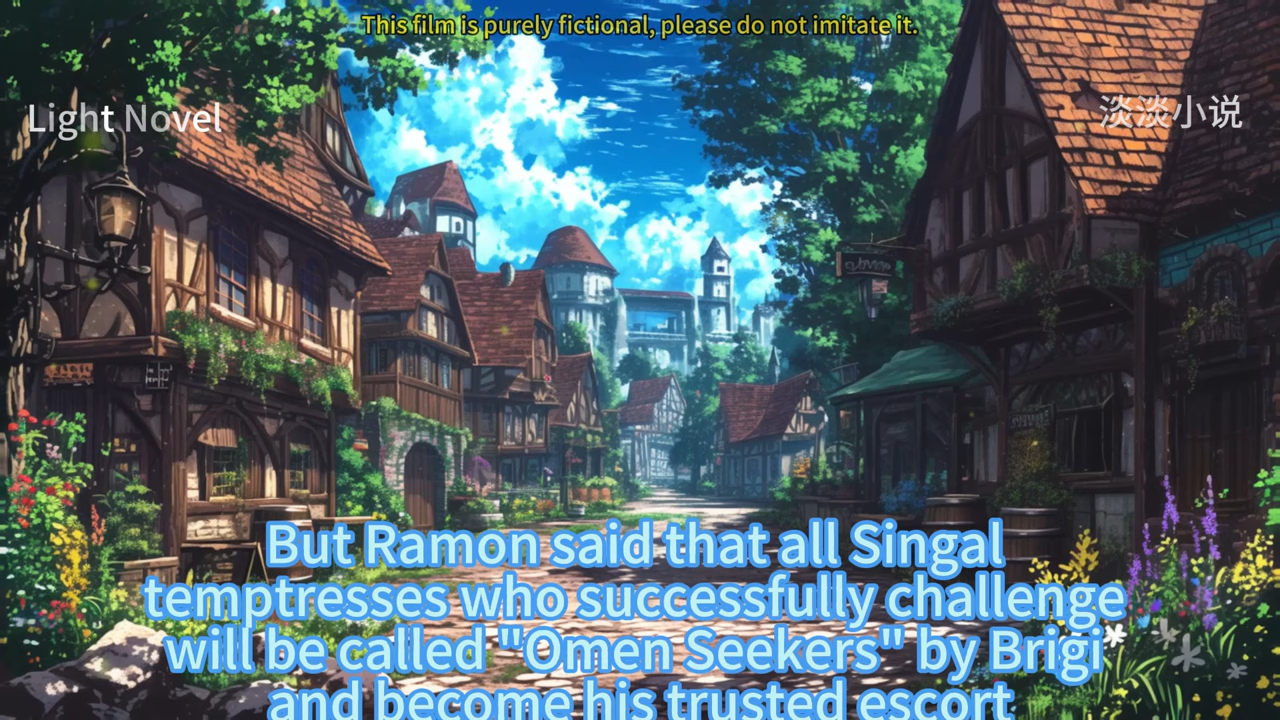 This film is purely fictional, please do not imitate it.
Light Novel
淡淡小说
But Ramon said that all Singal
temptresses who successfully challenge
will be called "Omen Seekers" by Brigi
and become his trusted escort